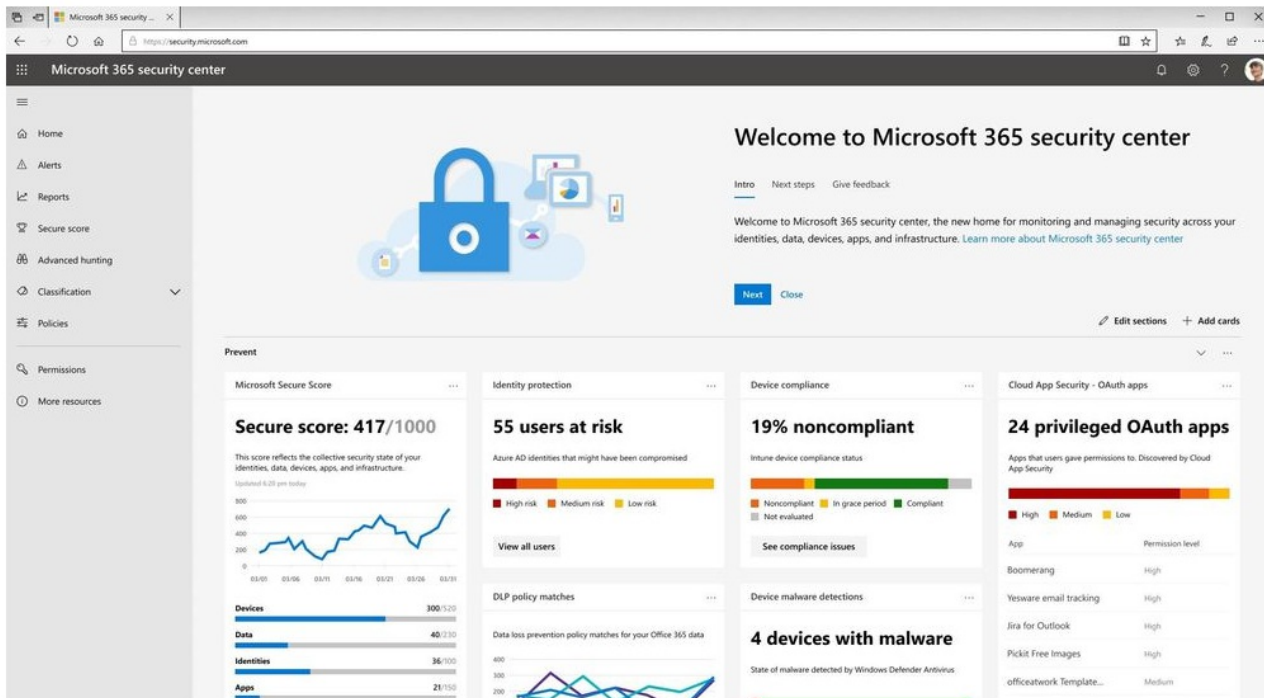 Microsoft 365 security ...
https://security.microsoft.com
Microsoft 365 security center
Home
Alerts
Reports
Secure score
Advanced hunting
Classification
Policies
Permissions
More resources
Welcome to Microsoft 365 security center
Intro Next steps Give feedback
Welcome to Microsoft 365 security center, the new home for monitoring and managing security across your
identities, data, devices, apps, and infrastructure. Learn more about Microsoft 365 security center
Next Close
Edit sections Add cards
Prevent
Microsoft Secure Score
Secure score: 417/1000
This score reflects the collective security state of your
identities, data, devices, apps, and infrastructure.
Updated 6:20 pm today
800
600
400
200
0
03/01 03/06 03/11 03/16 03/21 03/26 03/31
Devices 300/520
Data 40/230
Identities 36/100
Apps 21/150
Identity protection
55 users at risk
Azure AD identities that might have been compromised
High risk Medium risk Low risk
View all users
DLP policy matches
Data loss prevention policy matches for your Office 365 data
400
300
200
Device compliance
19% noncompliant
Intune device compliance status
Noncompliant In grace period Compliant
Not evaluated
See compliance issues
Device malware detections
4 devices with malware
State of malware detected by Windows Defender Antivirus
Cloud App Security - OAuth apps
24 privileged OAuth apps
Apps that users gave permissions to. Discovered by Cloud
App Security
High Medium Low
App Permission level
Boomerang High
Yesware email tracking High
Jira for Outlook High
Pickit Free Images High
officeatwork Template... Medium